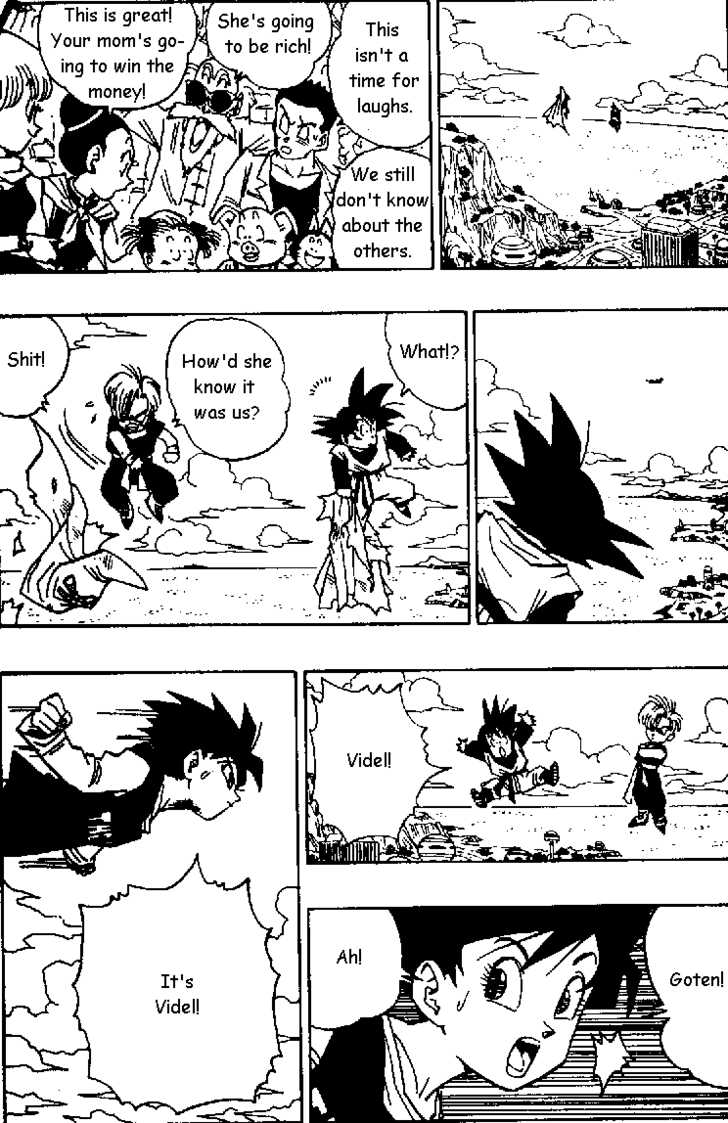 This is great!
Your mom's go-
ing to win the
money!
She's going
to be rich!
This
isn't a
time for
laughs.
We still
don't know
about the
others.
Shit!
How'd she
know it
was us?
What!?
Videl!
It's
Videl!
Ah!
Goten!